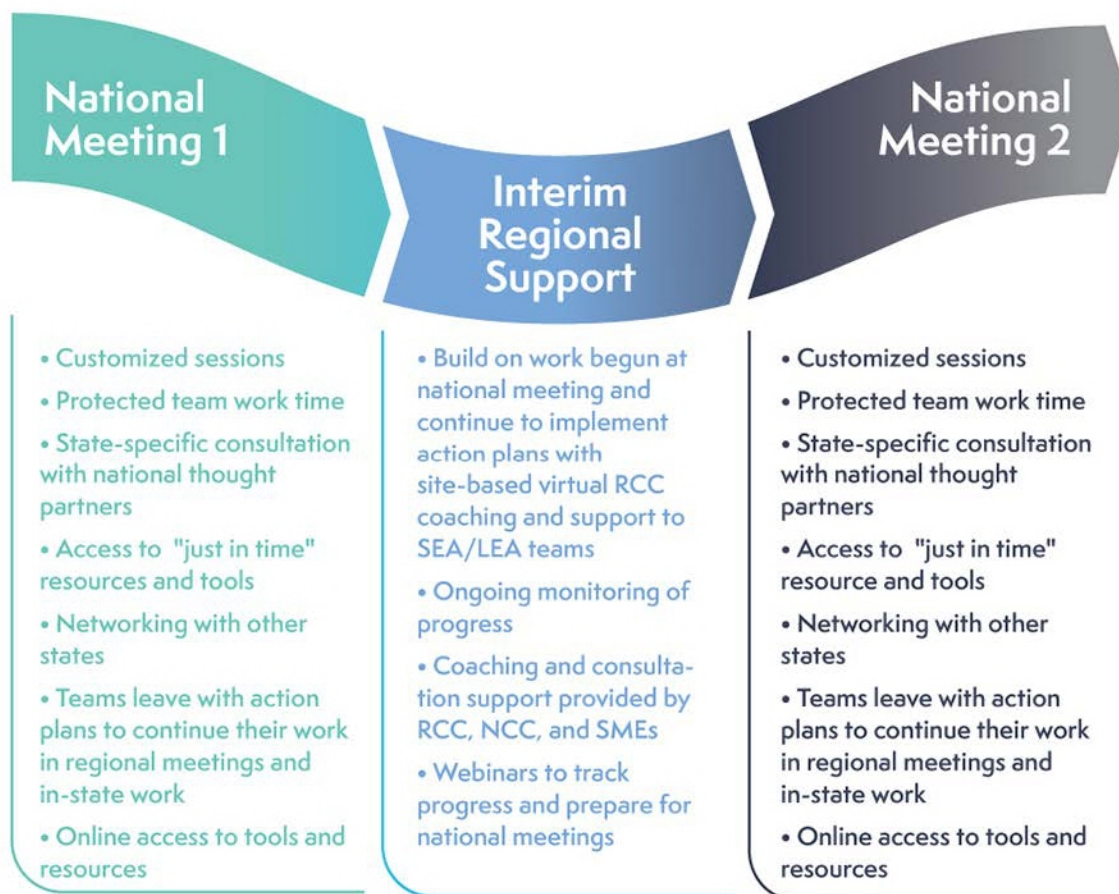 National
Meeting 1
Interim
Regional
Support
National
Meeting 2
• Customized sessions
• Protected team work time
• State-specific consultation
with national thought
partners
• Access to "just in time"
resources and tools
• Networking with other
states
• Teams leave with action
plans to continue their work
in regional meetings and
in-state work
• Online access to tools and
resources
• Build on work begun at
national meeting and
continue to implement
action plans with
site-based virtual RCC
coaching and support to
SEA/LEA teams
• Ongoing monitoring of
progress
• Coaching and consulta-
tion support provided by
RCC, NCC, and SMEs
• Webinars to track
progress and prepare for
national meetings
• Customized sessions
• Protected team work time
• State-specific consultation
with national thought
partners
• Access to "just in time"
resource and tools
• Networking with other
states
• Teams leave with action
plans to continue their work
in regional meetings and
in-state work
• Online access to tools and
resources